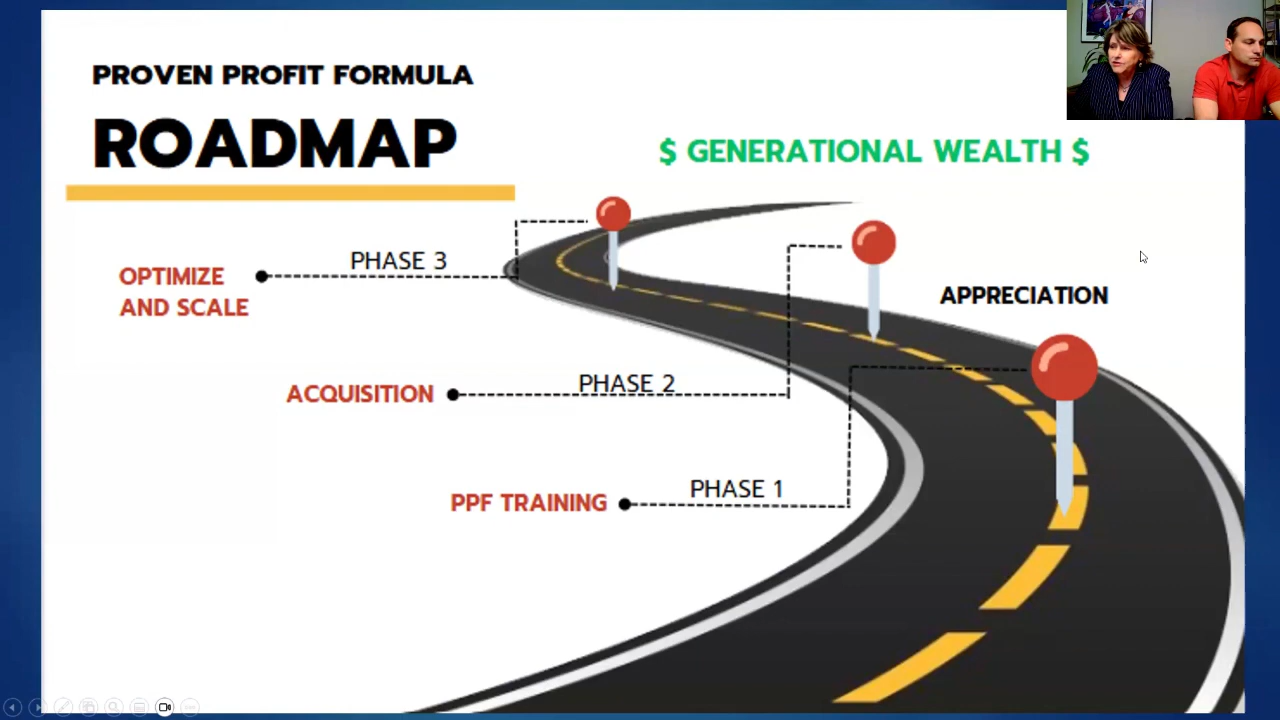 PROVEN PROFIT FORMULA
ROADMAP
$ GENERATIONAL WEALTH $
PHASE 3
OPTIMIZE
AND SCALE
APPRECIATION
PHASE 2
ACQUISITION
PHASE 1
PPF TRAINING